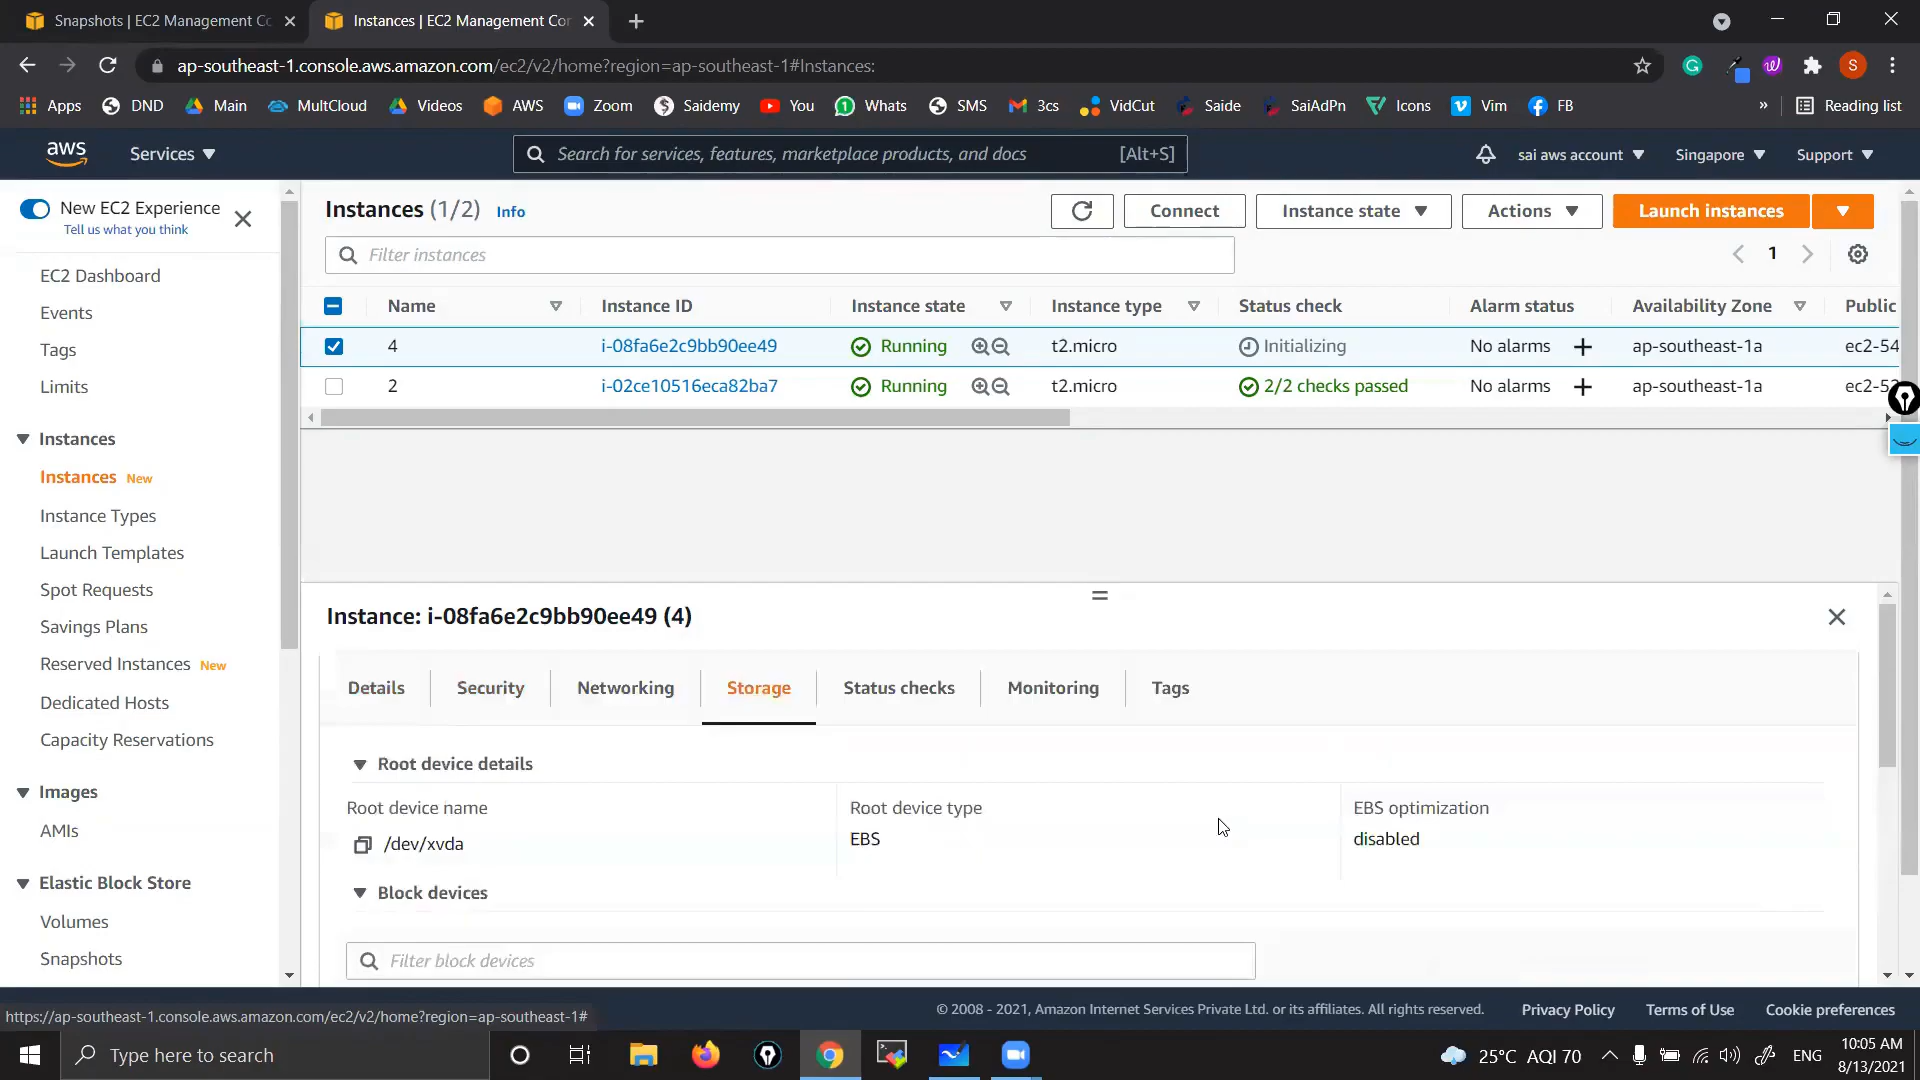 Snapshots | EC2 Management Co
Instances | EC2 Management Con
ap-southeast-1.console.aws.amazon.com/ec2/v2/home?region=ap-southeast-1#Instances:
S
Apps DND Main MultCloud Videos AWS Zoom Saidemy You Whats SMS 3cs VidCut Saide SaiAdPn Icons Vim FB » Reading list
aws Services Search for services, features, marketplace products, and docs [Alt+S] sai aws account Singapore Support
New EC2 Experience
Tell us what you think
EC2 Dashboard
Events
Tags
Limits
Instances
Instances New
Instance Types
Launch Templates
Spot Requests
Savings Plans
Reserved Instances New
Dedicated Hosts
Capacity Reservations
Images
AMIs
Elastic Block Store
Volumes
Snapshots
Instances (1/2) Info
Connect Instance state Actions Launch instances
Filter instances
1
Name Instance ID Instance state Instance type Status check Alarm status Availability Zone Public
4 i-08fa6e2c9bb90ee49 Running t2.micro Initializing No alarms + ap-southeast-1a ec2-54
2 i-02ce10516eca82ba7 Running t2.micro 2/2 checks passed No alarms + ap-southeast-1a ec2-52
Instance: i-08fa6e2c9bb90ee49 (4)
Details Security Networking Storage Status checks Monitoring Tags
Root device details
Root device name Root device type EBS optimization
/dev/xvda EBS disabled
Block devices
Filter block devices
https://ap-southeast-1.console.aws.amazon.com/ec2/v2/home?region=ap-southeast-1#
© 2008 - 2021, Amazon Internet Services Private Ltd. or its affiliates. All rights reserved. Privacy Policy Terms of Use Cookie preferences
Type here to search
25°C AQI 70 ENG 10:05 AM
8/13/2021